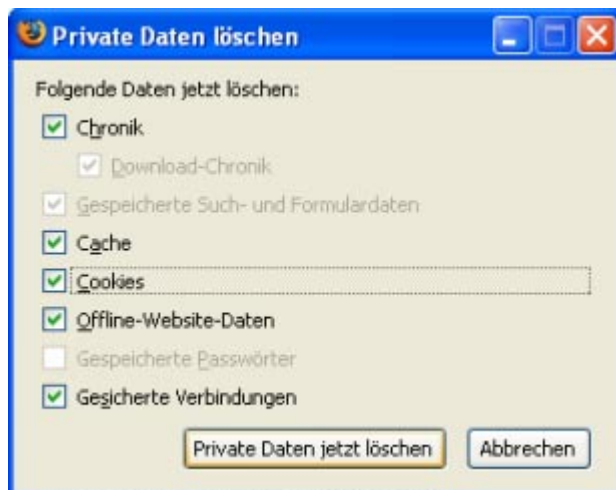 Private Daten löschen
Folgende Daten jetzt löschen:
Chronik
Download-Chronik
Gespeicherte Such- und Formulardaten
Cache
Cookies
Offline-Website-Daten
Gespeicherte Passwörter
Gesicherte Verbindungen
Private Daten jetzt löschen Abbrechen